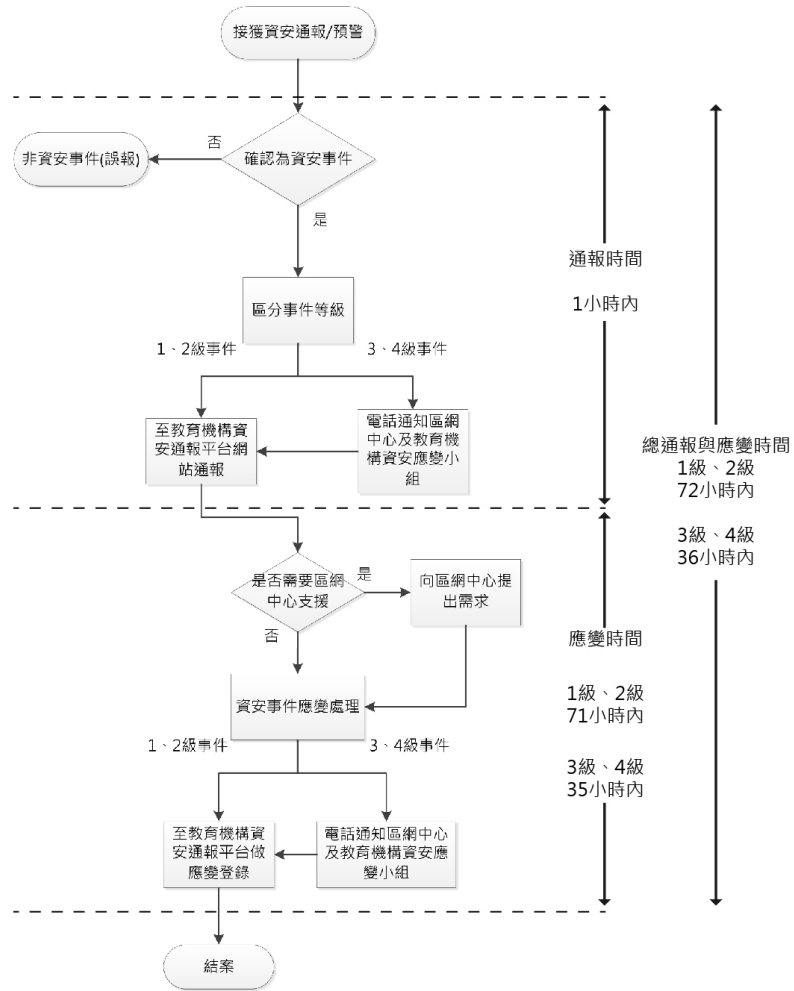 接獲資安通報/預警
確認為資安事件
否
非資安事件(誤報)
是
區分事件等級
1、2級事件
3、4級事件
至教育機構資
安通報平台網
站通報
電話通知區網
中心及教育機
構資安應變小
組
通報時間
1小時內
總通報與應變時間
1級、2級
72小時內
3級、4級
36小時內
是否需要區網
中心支援
是
向區網中心提
出需求
否
資安事件應變處理
1、2級事件
3、4級事件
至教育機構資
安通報平台做
應變登錄
電話通知區網中心
及教育機構資安應
變小組
應變時間
1級、2級
71小時內
3級、4級
35小時內
結案